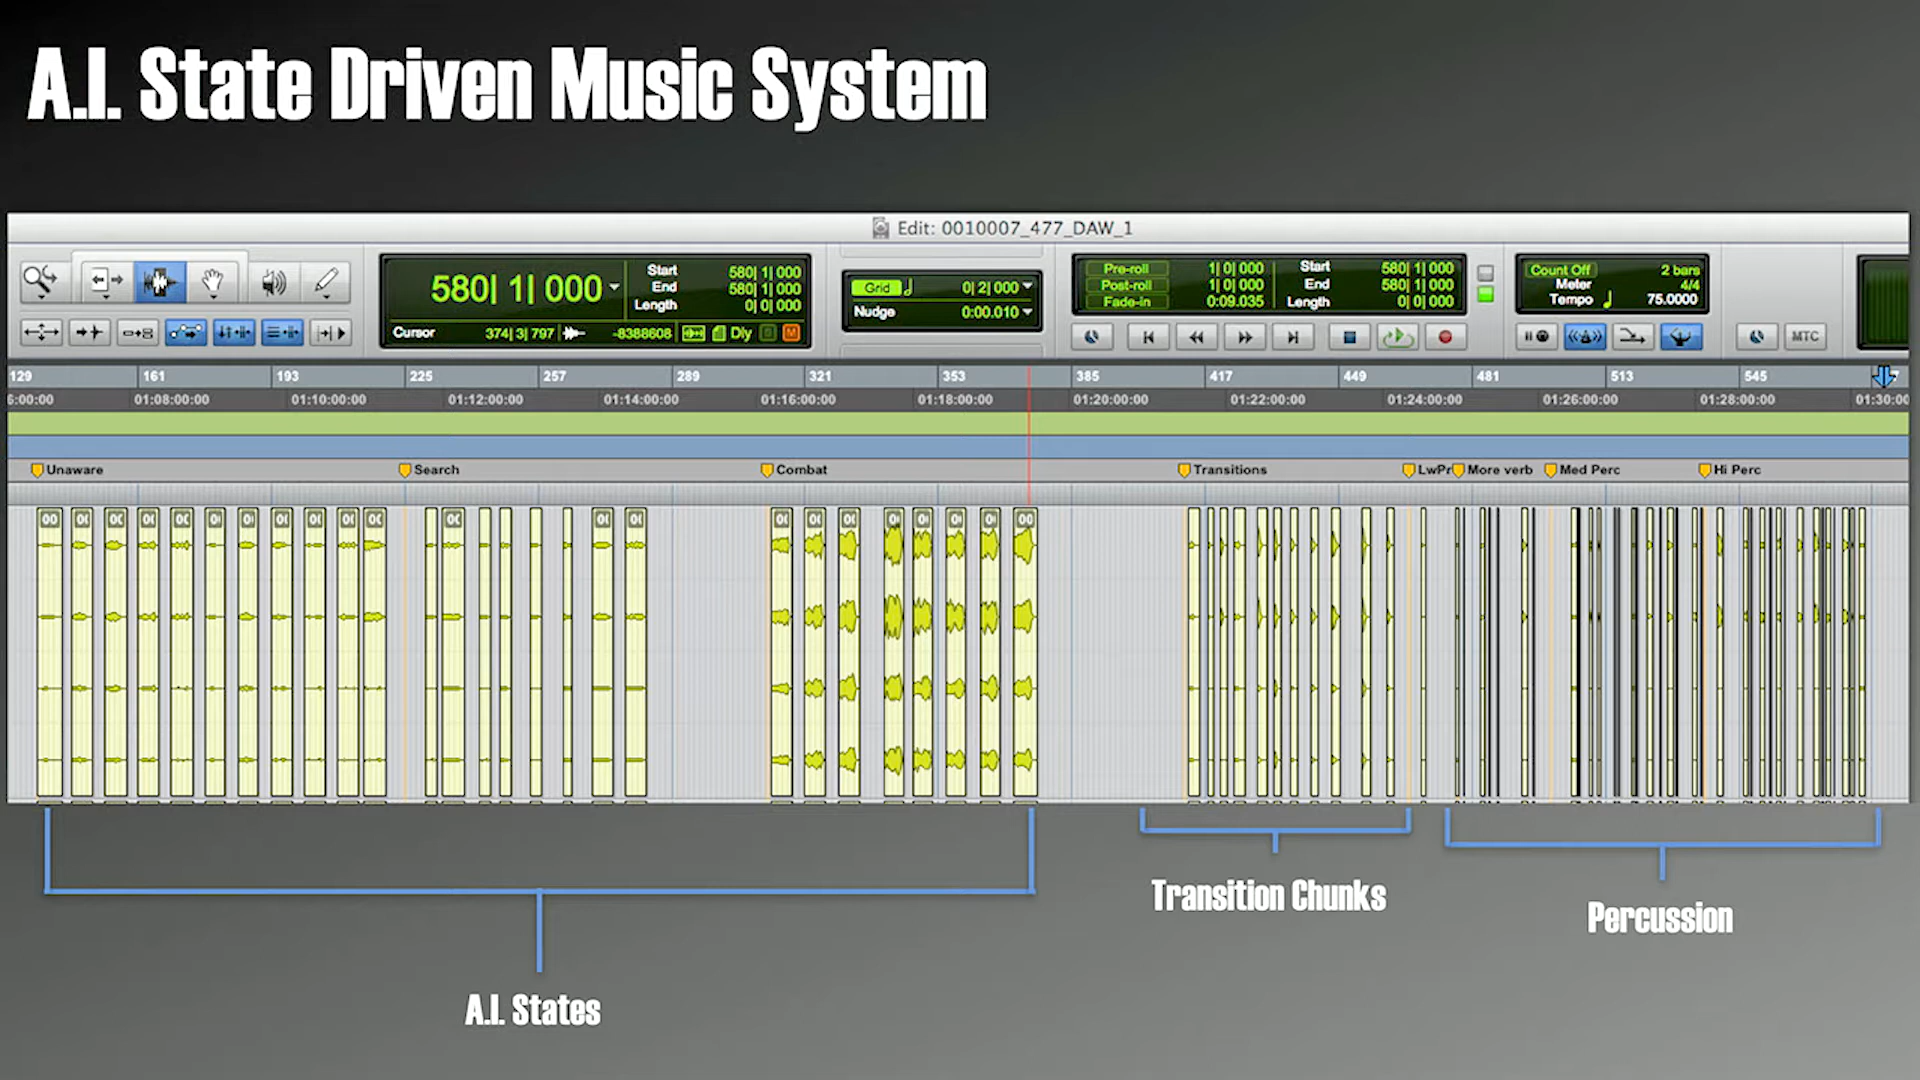 A.I. State Driven Music System
Edit: 0010007_477_DAW_1
580| 1| 000
Start 580| 1| 000
End 580| 1| 000
Length 0| 0| 000
Cursor 374| 3| 797 -8388608 Dly
Grid 0| 2| 000
Nudge 0:00.010
Pre-roll 1| 0| 000
Post-roll 1| 0| 000
Fade-in 0:09.035
Start 580| 1| 000
End 580| 1| 000
Length 0| 0| 000
Count Off 2 bars
Meter 4/4
Tempo 75.0000
MTC
129 161 193 225 257 289 321 353 385 417 449 481 513 545
6:00:00 01:08:00:00 01:10:00:00 01:12:00:00 01:14:00:00 01:16:00:00 01:18:00:00 01:20:00:00 01:22:00:00 01:24:00:00 01:26:00:00 01:28:00:00 01:30:00
Unaware Search Combat Transitions LwPr More verb Med Perc Hi Perc
Transition Chunks
Percussion
A.I. States